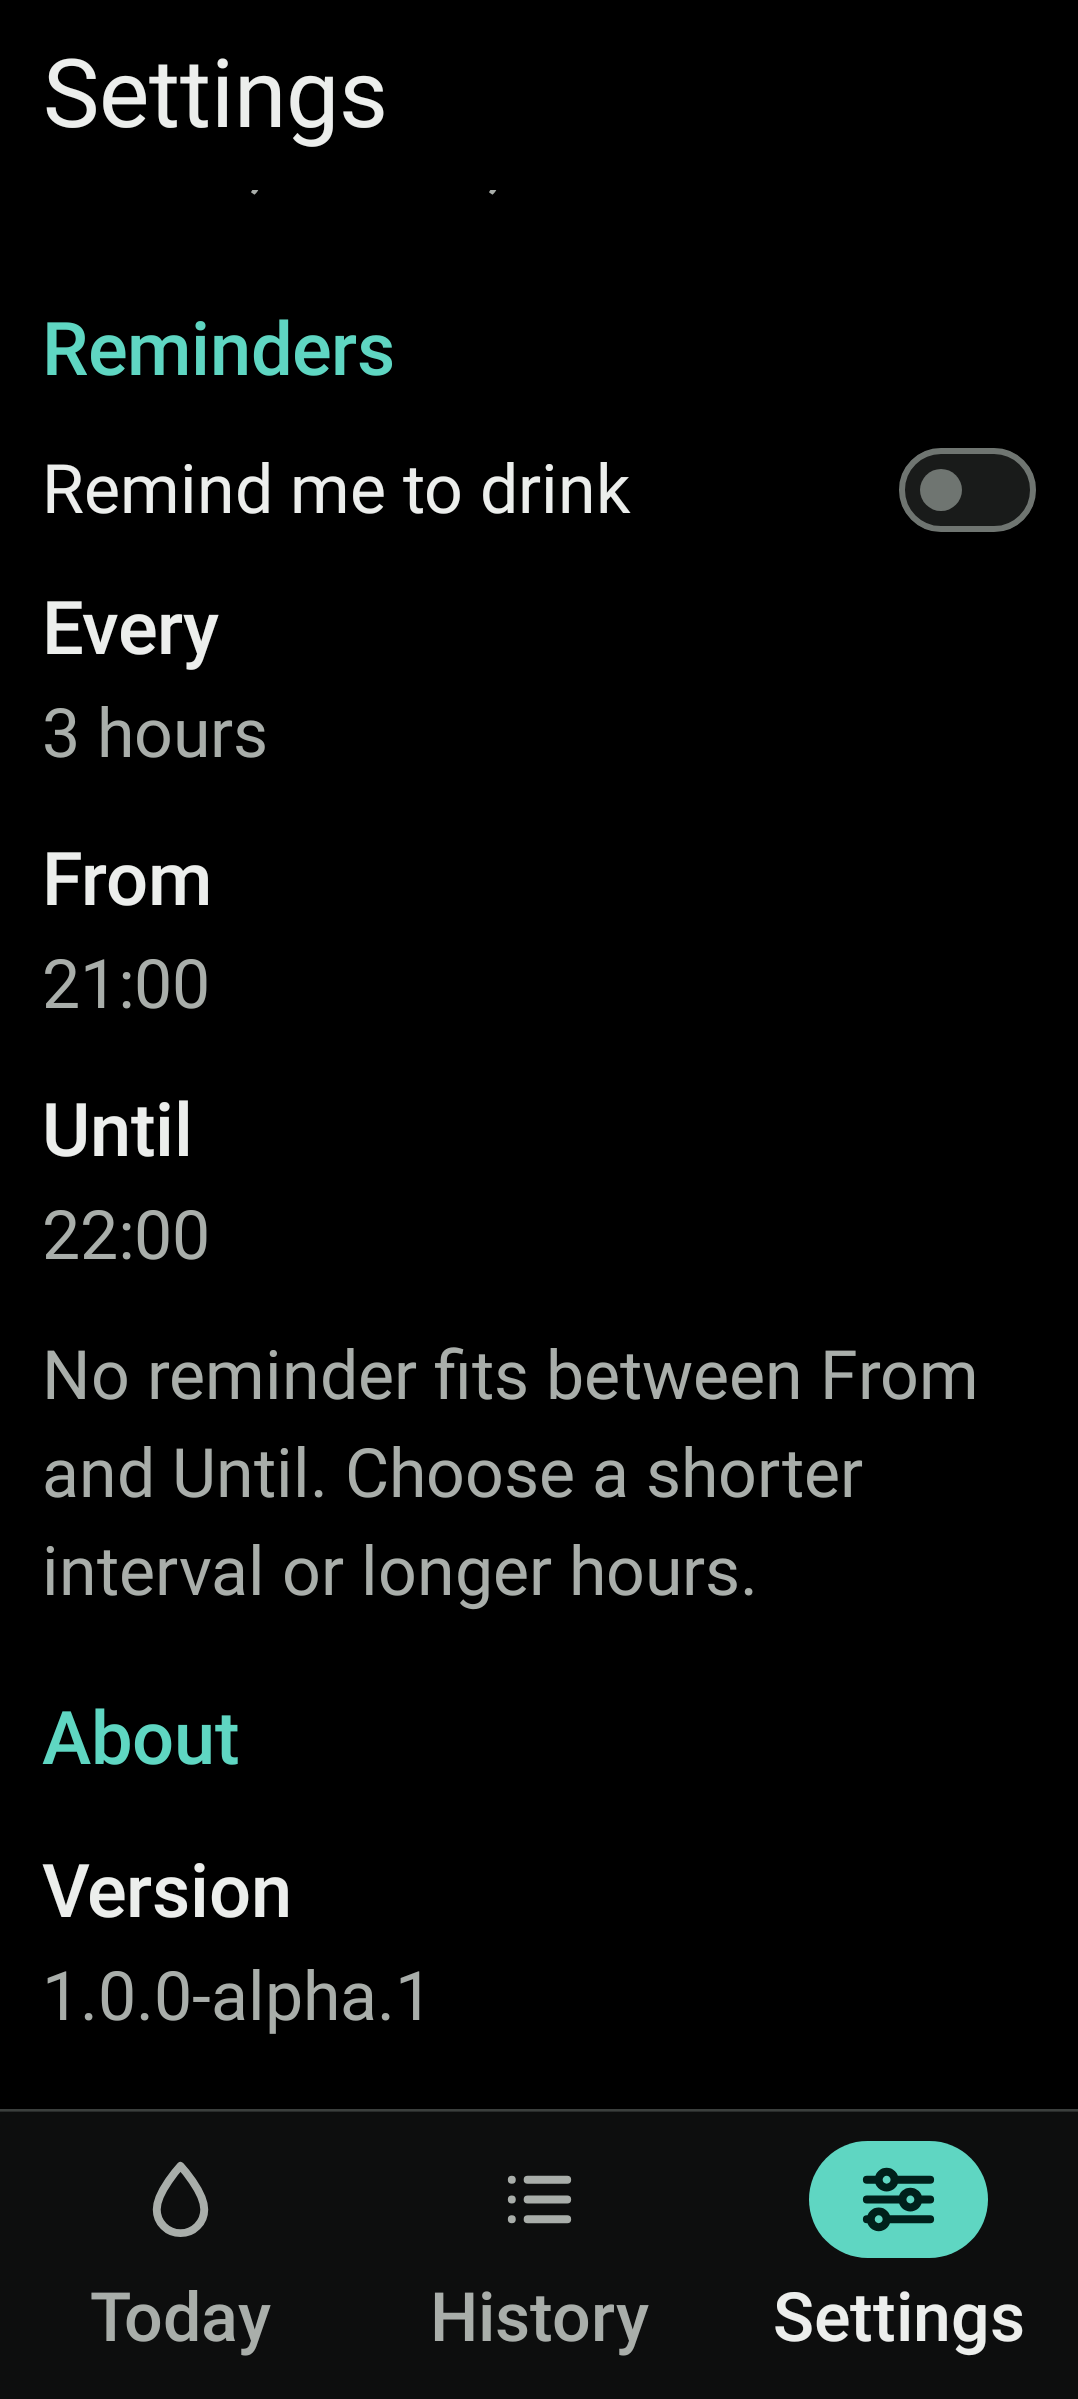 Settings
Reminders
Remind me to drink
Every
3 hours
From
21:00
Until
22:00
No reminder fits between From
and Until. Choose a shorter
interval or longer hours.
About
Version
1.0.0-alpha.1
Today
History
Settings